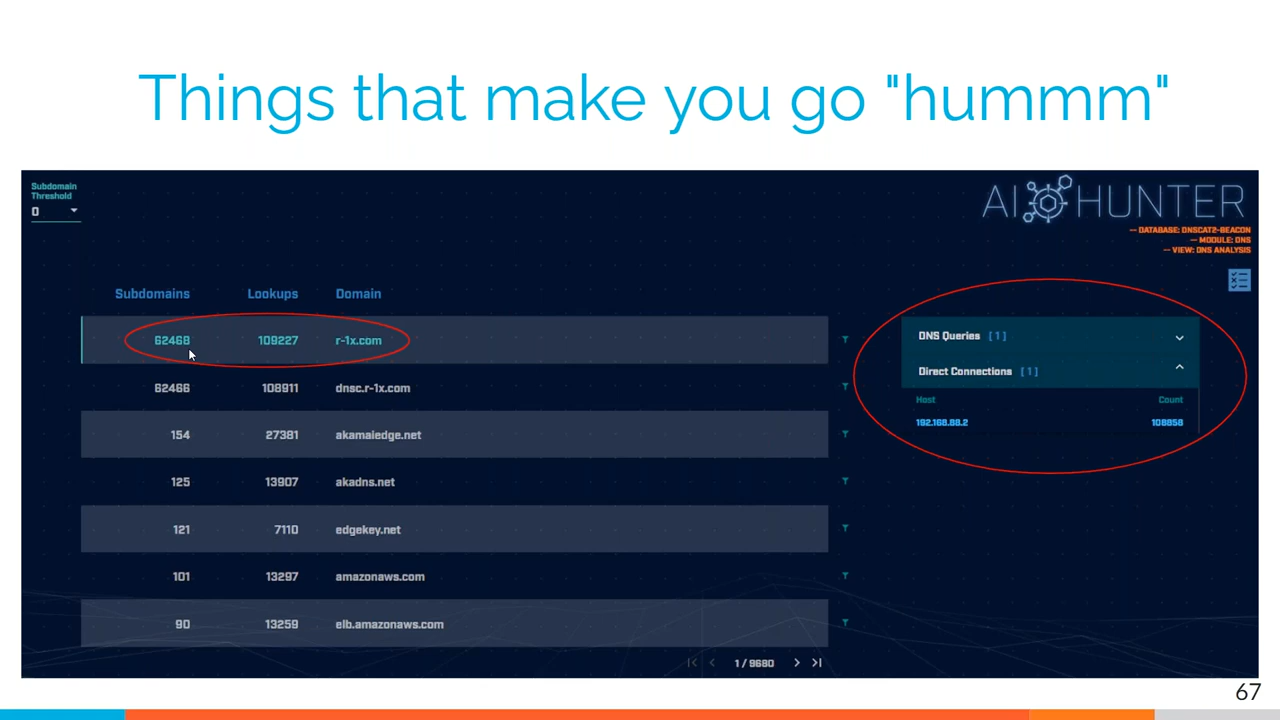 Things that make you go "hummm"
Subdomain
Threshold
0
AI HUNTER
-- DATABASE: DNSCAT2-BEACON
-- MODULE: DNS
-- VIEW: DNS ANALYSIS
Subdomains Lookups Domain
62468 109227 r-1x.com
62466 108911 dnsc.r-1x.com
154 27381 akamaiedge.net
125 13907 akadns.net
121 7110 edgekey.net
101 13297 amazonaws.com
90 13259 elb.amazonaws.com
1 / 9680
DNS Queries [ 1 ]
Direct Connections [ 1 ]
Host Count
192.168.88.2 108858
67